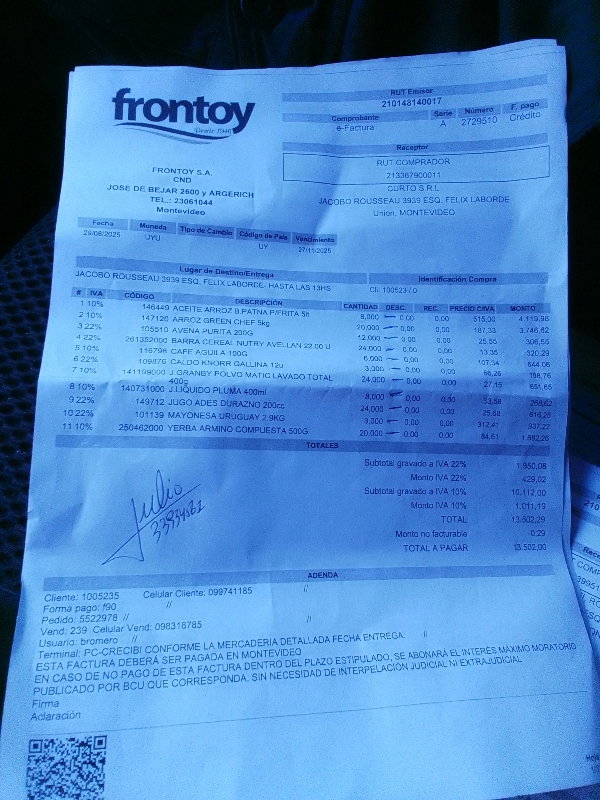 frontoy
Desde 1946
RUT Emisor
210148140017
Comprobante Serie Número F. pago
e-Factura A 2729510 Crédito
Receptor
RUT COMPRADOR
213367900011
CURTO S.R.L
JACOBO ROUSSEAU 3939 ESQ. FELIX LABORDE
Union, MONTEVIDEO
FRONTOY S.A.
CND
JOSE DE BEJAR 2600 y ARGERICH
TEL.: 23061044
Montevideo
Fecha Moneda Tipo de Cambio Código de País Vencimiento
29/08/2025 UYU UY 27/11/2025
Lugar de Destino/Entrega
JACOBO ROUSSEAU 3939 ESQ. FELIX LABORDE- HASTA LAS 13HS
Identificación Compra
Cli: 100523 / 0
# IVA CÓDIGO DESCRIPCIÓN CANTIDAD DESC. REC. PRECIO C/IVA MONTO
1 10% 146449 ACEITE ARROZ B.PATNA P/FRITA 5lt 8,000 0,00 0,00 515,00 4.119,98
2 10% 147120 ARROZ GREEN CHEF 5kg 20,000 0,00 0,00 187,33 3.746,62
3 22% 105510 AVENA PURITA 200G 12,000 0,00 0,00 25,55 306,55
4 22% 261352000 BARRA CEREAL NUTRY AVELLAN 22.00 U 24,000 0,00 0,00 13,35 320,29
5 10% 116798 CAFE AGUILA 100G 6,000 0,00 0,00 107,34 644,06
6 22% 109876 CALDO KNORR GALLINA 12u 3,000 0,00 0,00 66,26 198,76
7 10% 141199000 J.GRANBY POLVO MATIC LAVADO TOTAL 24,000 0,00 0,00 27,15 651,65
400g
8 10% 140731000 J.LIQUIDO PLUMA 400ml 8,000 0,00 0,00 33,58 268,62
9 22% 149712 JUGO ADES DURAZNO 200cc 24,000 0,00 0,00 25,68 616,28
10 22% 101139 MAYONESA URUGUAY 2.9KG 3,000 0,00 0,00 312,41 937,22
11 10% 250462000 YERBA ARMINO COMPUESTA 500G 20,000 0,00 0,00 84,61 1.692,26
TOTALES
Subtotal gravado a IVA 22% 1.950,08
Monto IVA 22% 429,02
Subtotal gravado a IVA 10% 10.112,00
Monto IVA 10% 1.011,19
TOTAL 13.502,29
Monto no facturable -0,29
TOTAL A PAGAR 13.502,00
Julio
ADENDA
Cliente: 1005235 Celular Cliente: 099741185 //
Forma pago: f90 //
Pedido: 5522978 //
Vend: 239 Celular Vend: 098316785 //
Usuario: bromero //
Terminal: PC-CRECIBI CONFORME LA MERCADERÍA DETALLADA FECHA ENTREGA: //
ESTA FACTURA DEBERÁ SER PAGADA EN MONTEVIDEO
EN CASO DE NO PAGO DE ESTA FACTURA DENTRO DEL PLAZO ESTIPULADO, SE ABONARÁ EL INTERÉS MÁXIMO MORATORIO
PUBLICADO POR BCU QUE CORRESPONDA, SIN NECESIDAD DE INTERPELACIÓN JUDICIAL NI EXTRAJUDICIAL
Firma
Aclaración